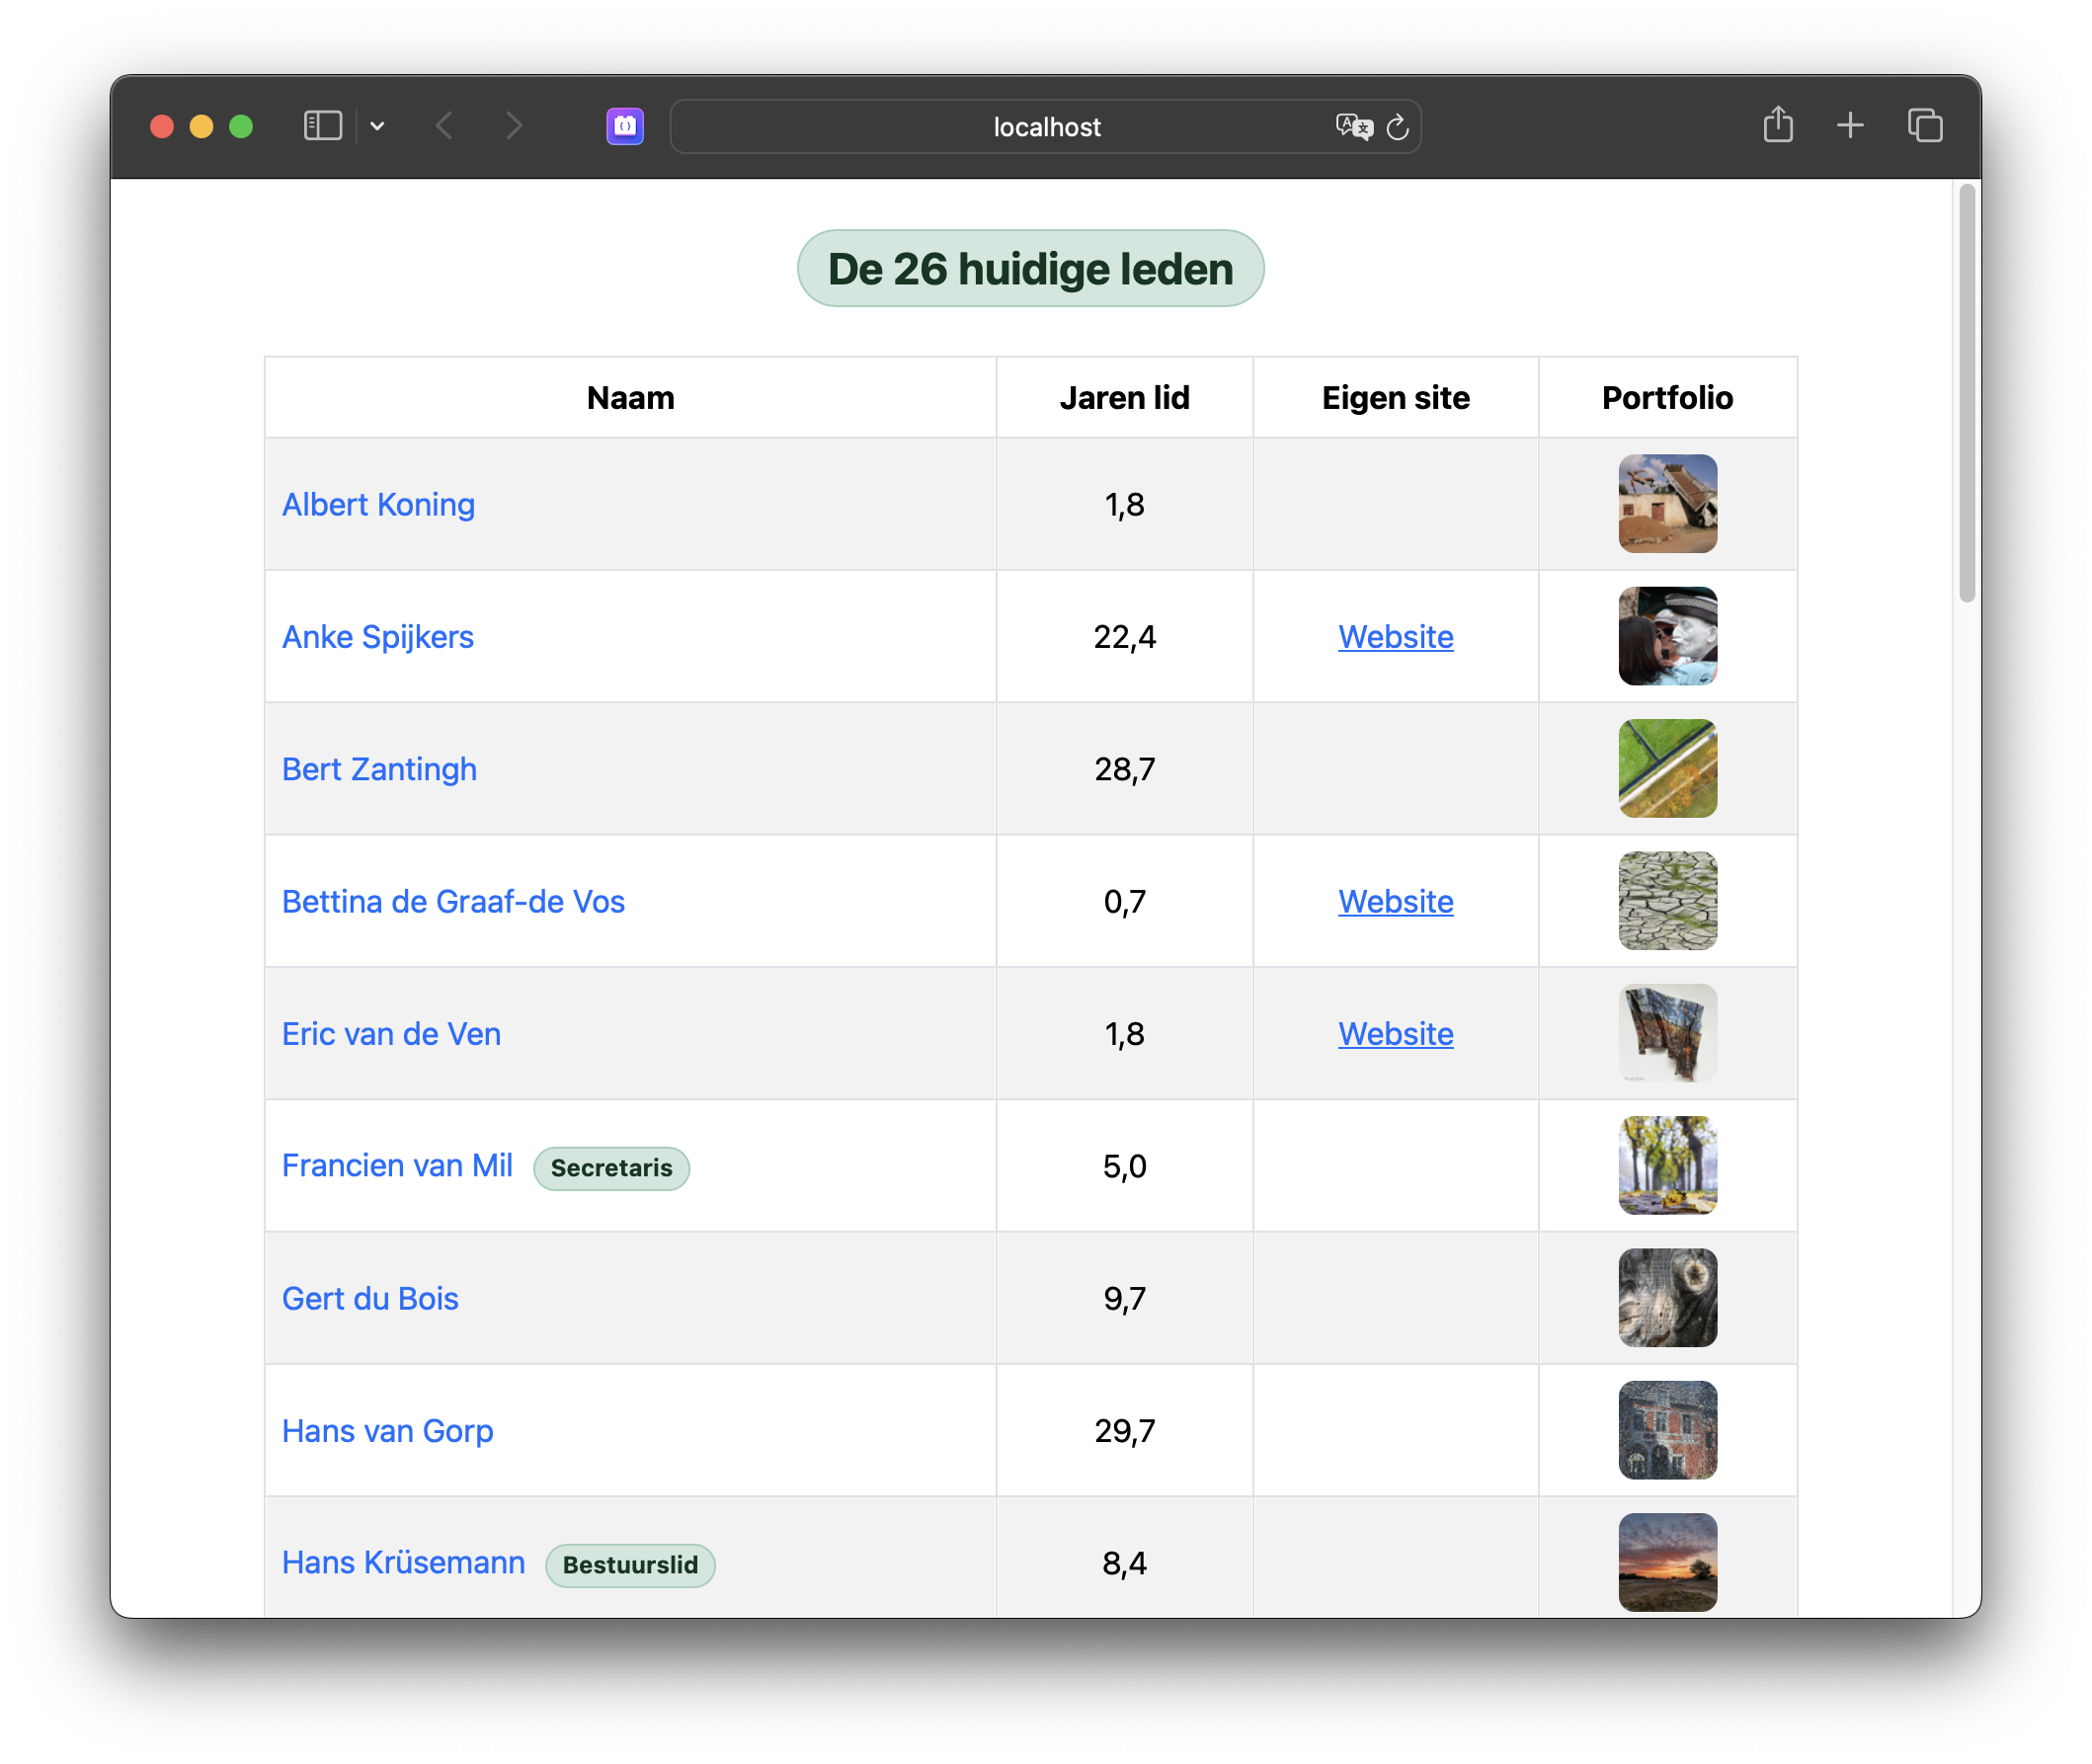 localhost
De 26 huidige leden
Naam Jaren lid Eigen site Portfolio
Albert Koning 1,8
Anke Spijkers 22,4 Website
Bert Zantingh 28,7
Bettina de Graaf-de Vos 0,7 Website
Eric van de Ven 1,8 Website
Francien van Mil Secretaris 5,0
Gert du Bois 9,7
Hans van Gorp 29,7
Hans Krüsemann Bestuurslid 8,4